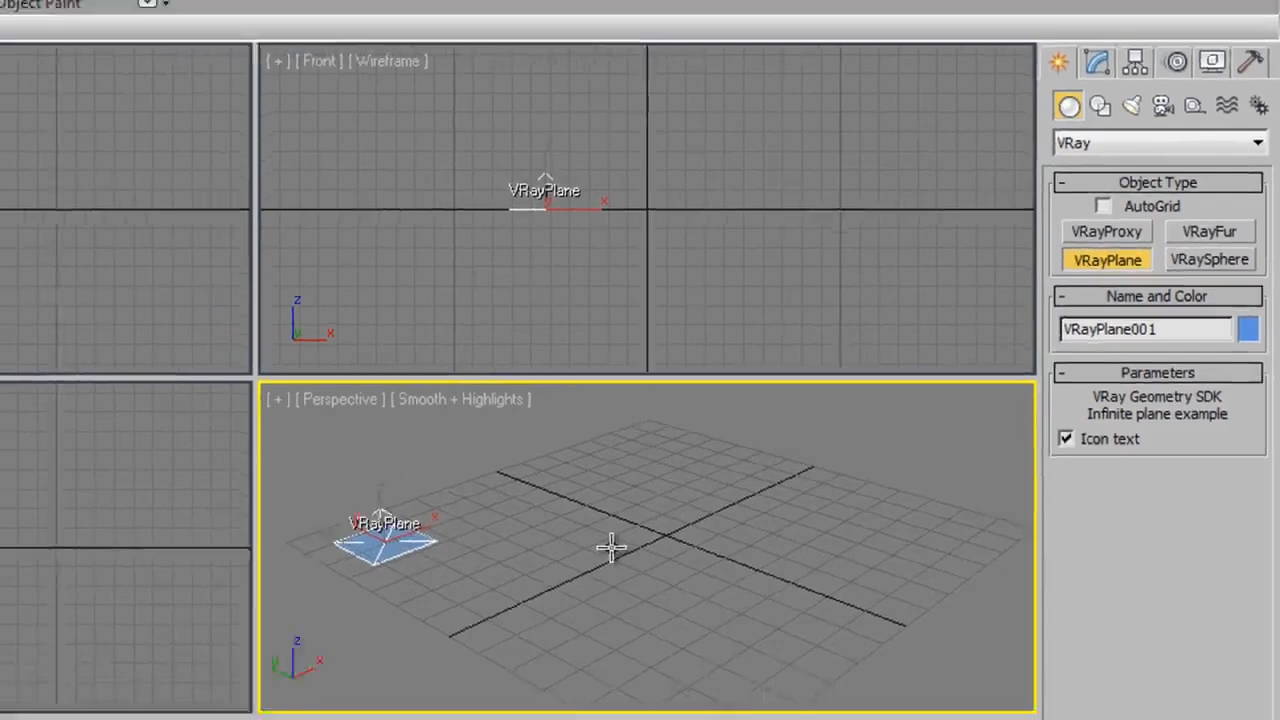 Object Paint
[ + ] [ Front ] [ Wireframe ]
VRayPlane
x
y
z
x
y
[ + ] [ Perspective ] [ Smooth + Highlights ]
VRayPlane
x
z
x
y
VRay
- Object Type
AutoGrid
VRayProxy VRayFur
VRayPlane VRaySphere
- Name and Color
VRayPlane001
- Parameters
VRay Geometry SDK
Infinite plane example
Icon text